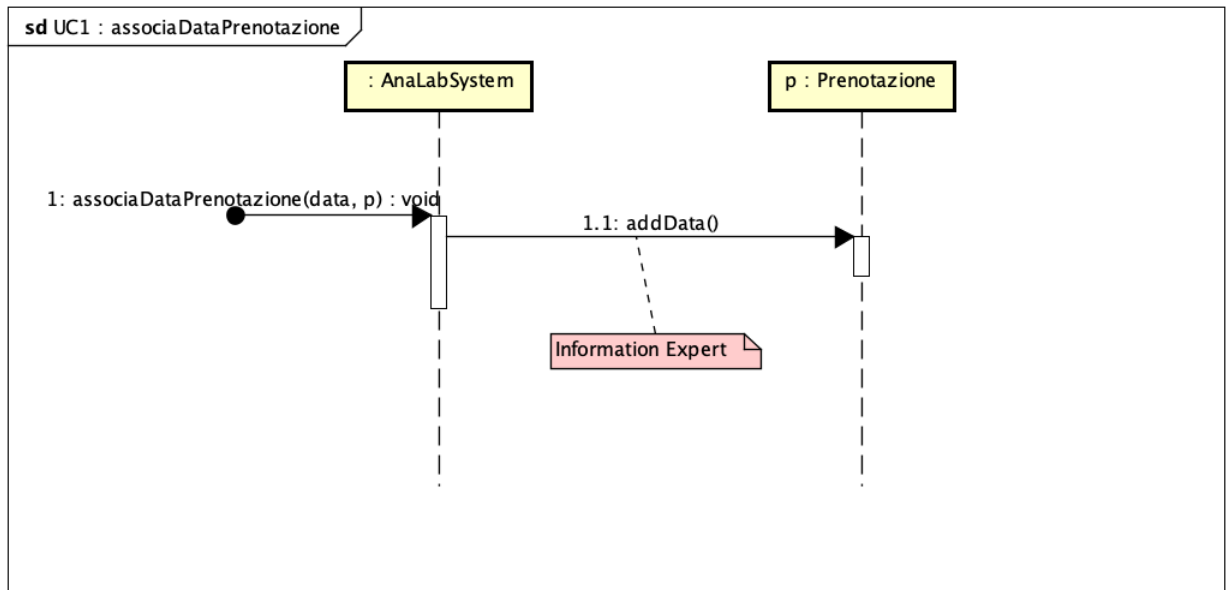 sd UC1 : associaDataPrenotazione
: AnaLabSystem
p : Prenotazione
1: associaDataPrenotazione(data, p) : void
1.1: addData()
Information Expert